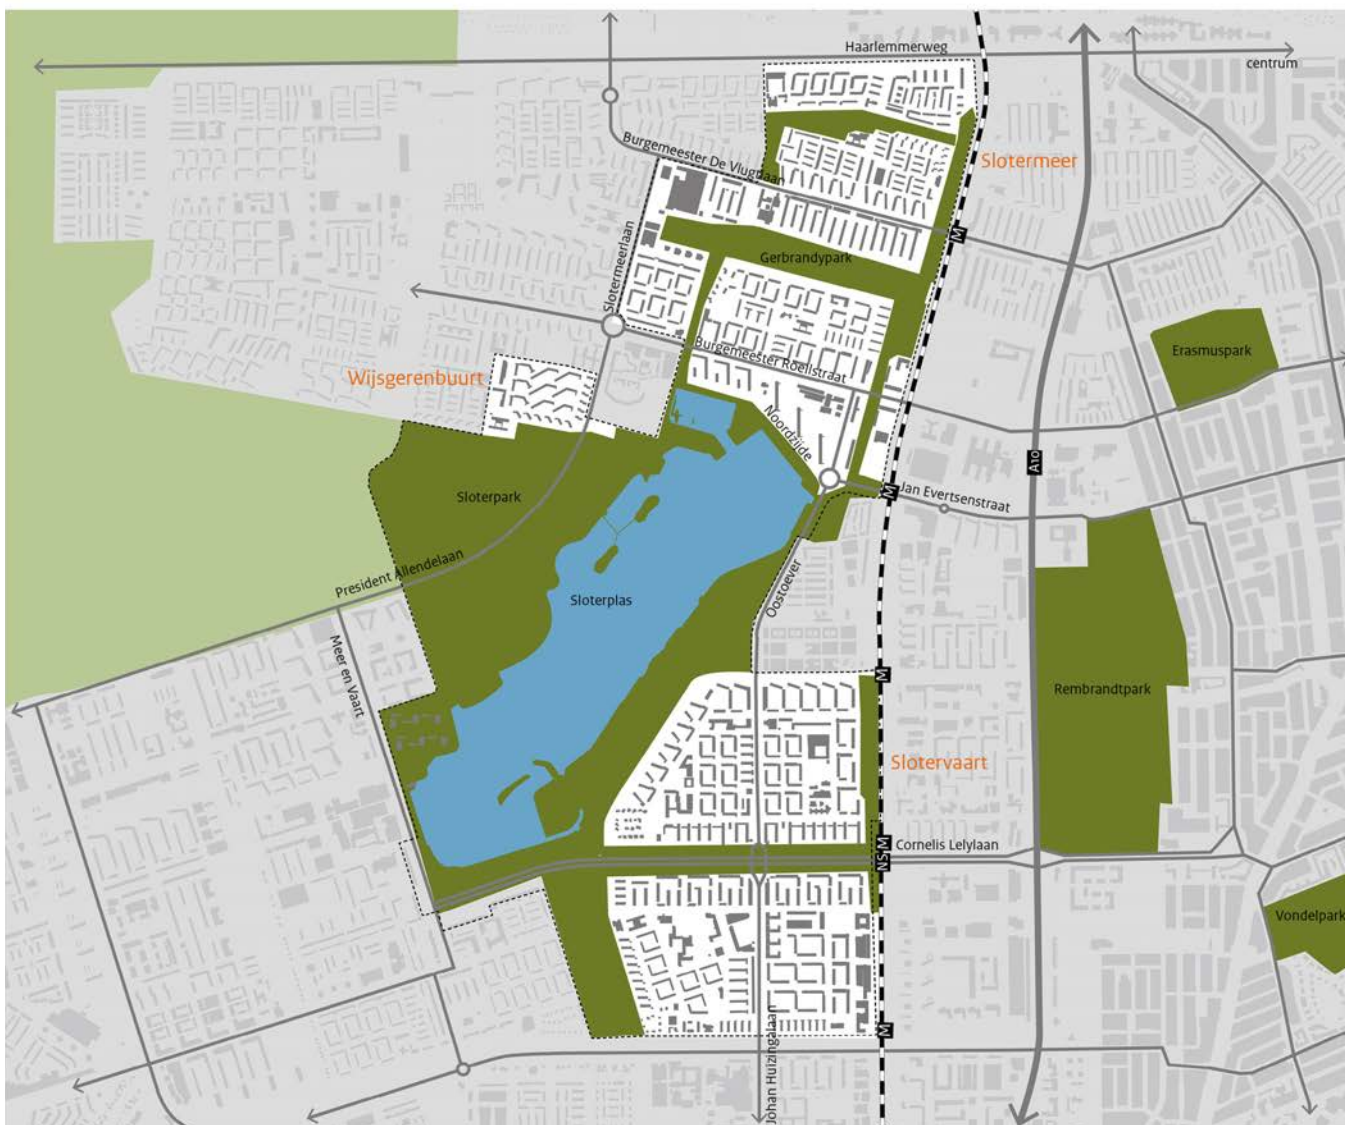 Haarlemmerweg
centrum
Burgemeester De Vlugtlaan
Slotermeer
M
Slotermeerlaan
Gerbrandypark
Burgemeester Roëllstraat
Erasmuspark
Wijsgerenbuurt
Noordzijde
A10
Sloterpark
M
Jan Evertsenstraat
President Allendelaan
Sloterplas
Oostoever
Meer en Vaart
M
Rembrandtpark
Slotervaart
NS M
Cornelis Lelylaan
Vondelpark
M
Johan Huizingalaan